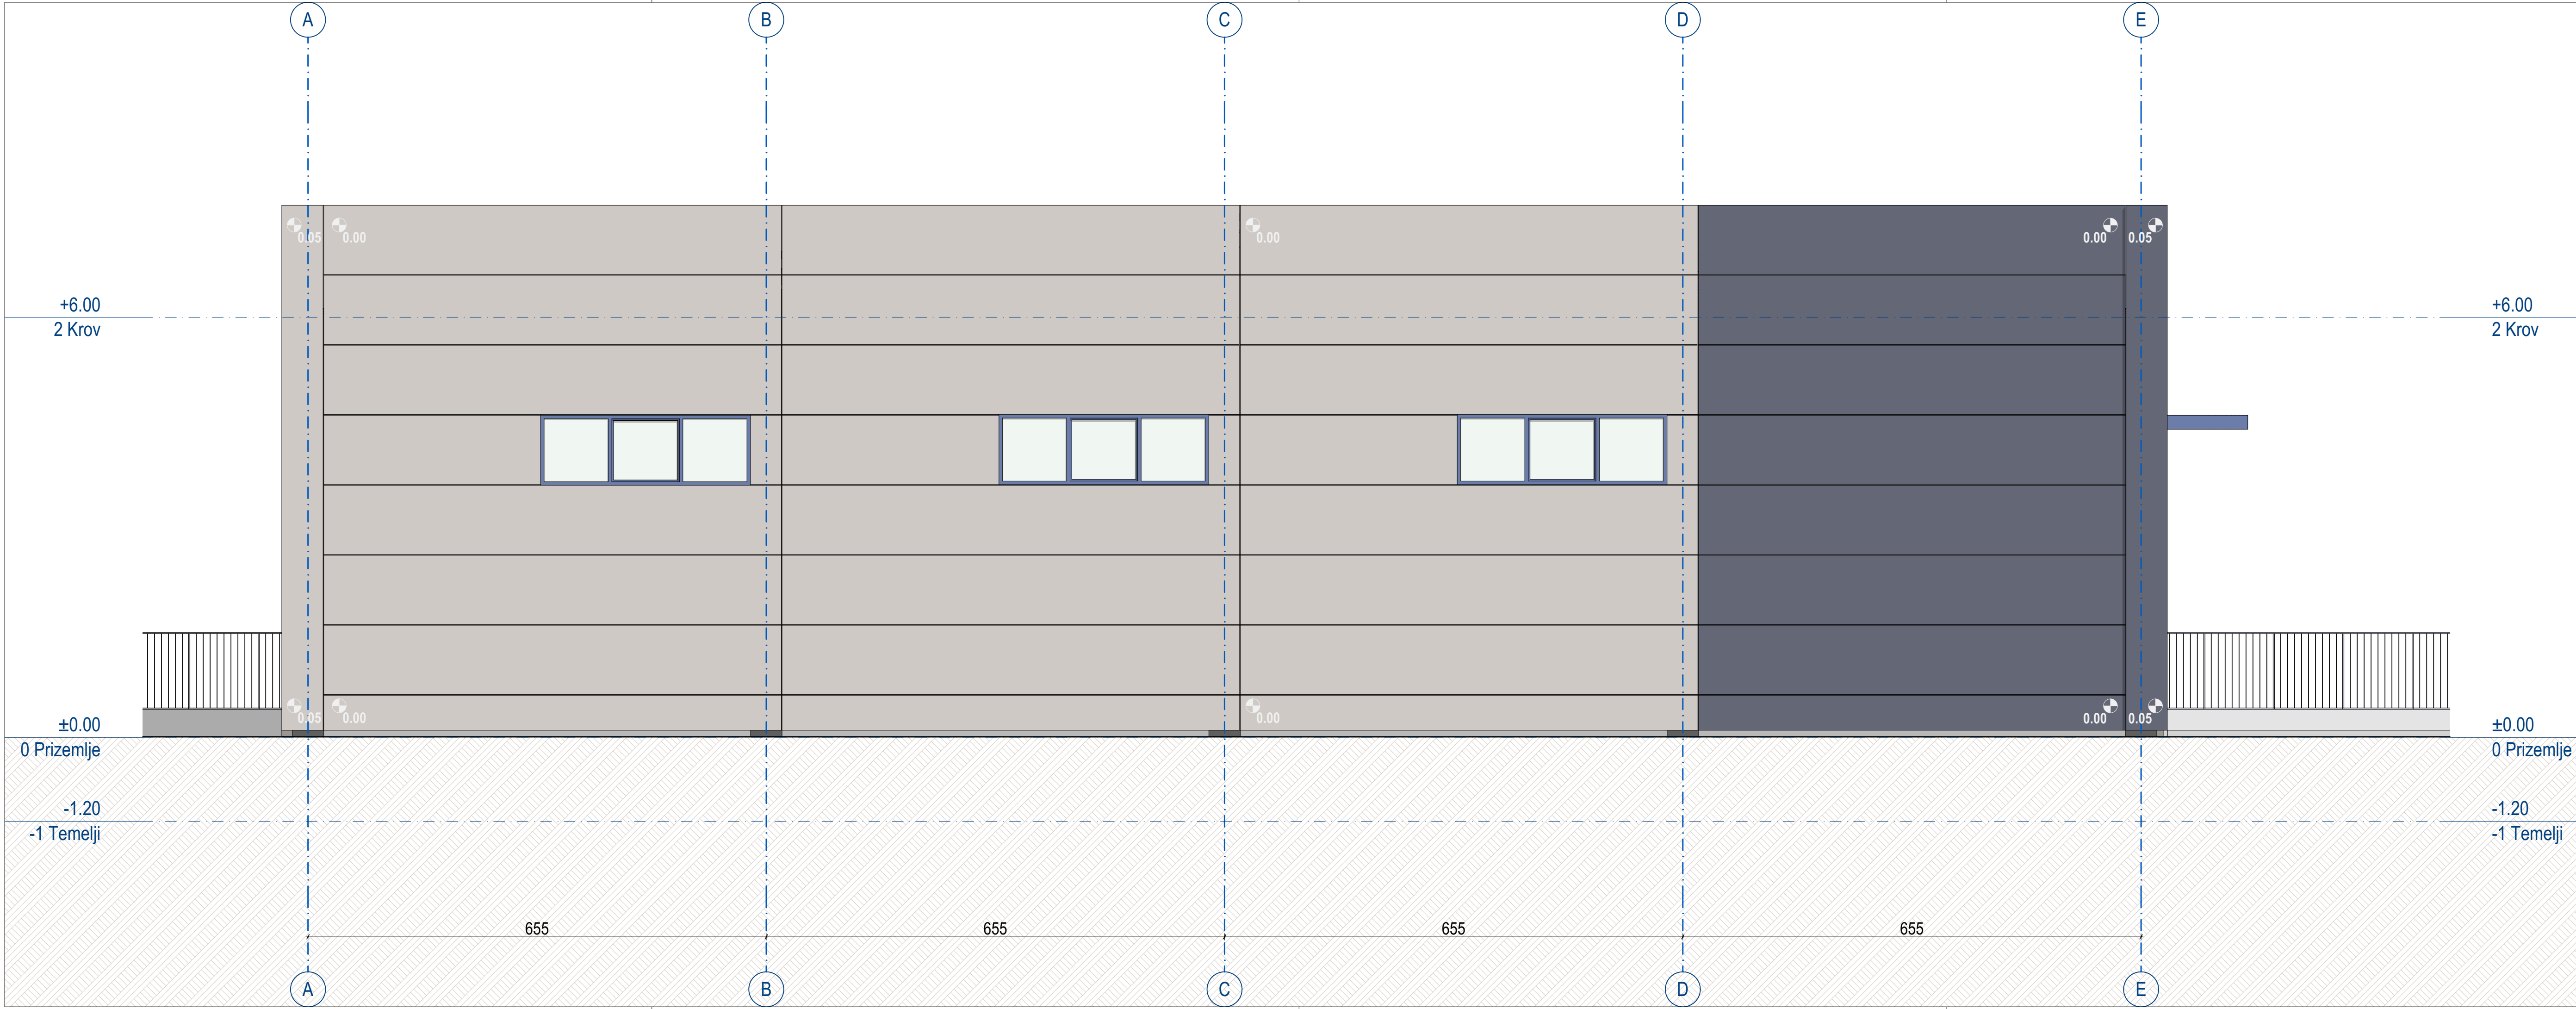 A B C D E
0.05 0.00 0.00 0.00 0.05
+6.00 +6.00
2 Krov 2 Krov
0.05 0.00 0.00 0.00 0.05
±0.00 ±0.00
0 Prizemlje 0 Prizemlje
-1.20 -1.20
-1 Temelji -1 Temelji
655 655 655 655
A B C D E